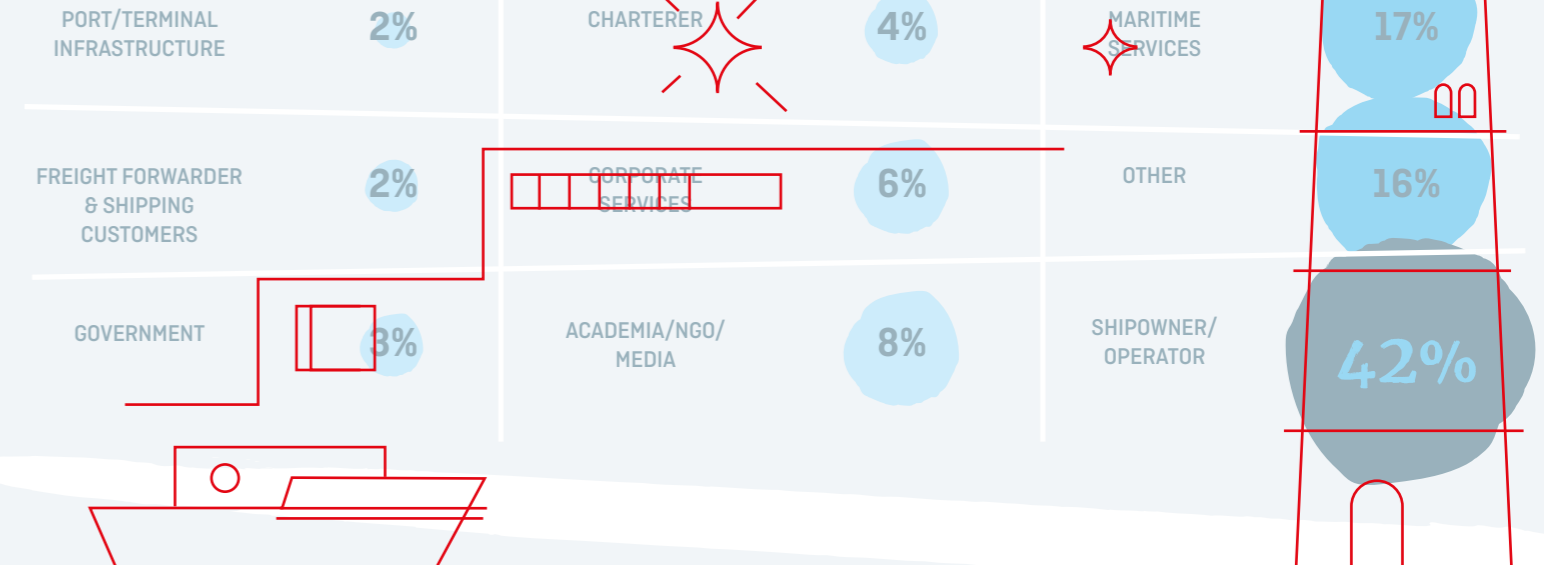 PORT/TERMINAL
INFRASTRUCTURE
2%
CHARTERER
4%
MARITIME
SERVICES
17%
FREIGHT FORWARDER
& SHIPPING
CUSTOMERS
2%
CORPORATE
SERVICES
6%
OTHER
16%
GOVERNMENT
3%
ACADEMIA/NGO/
MEDIA
8%
SHIPOWNER/
OPERATOR
42%